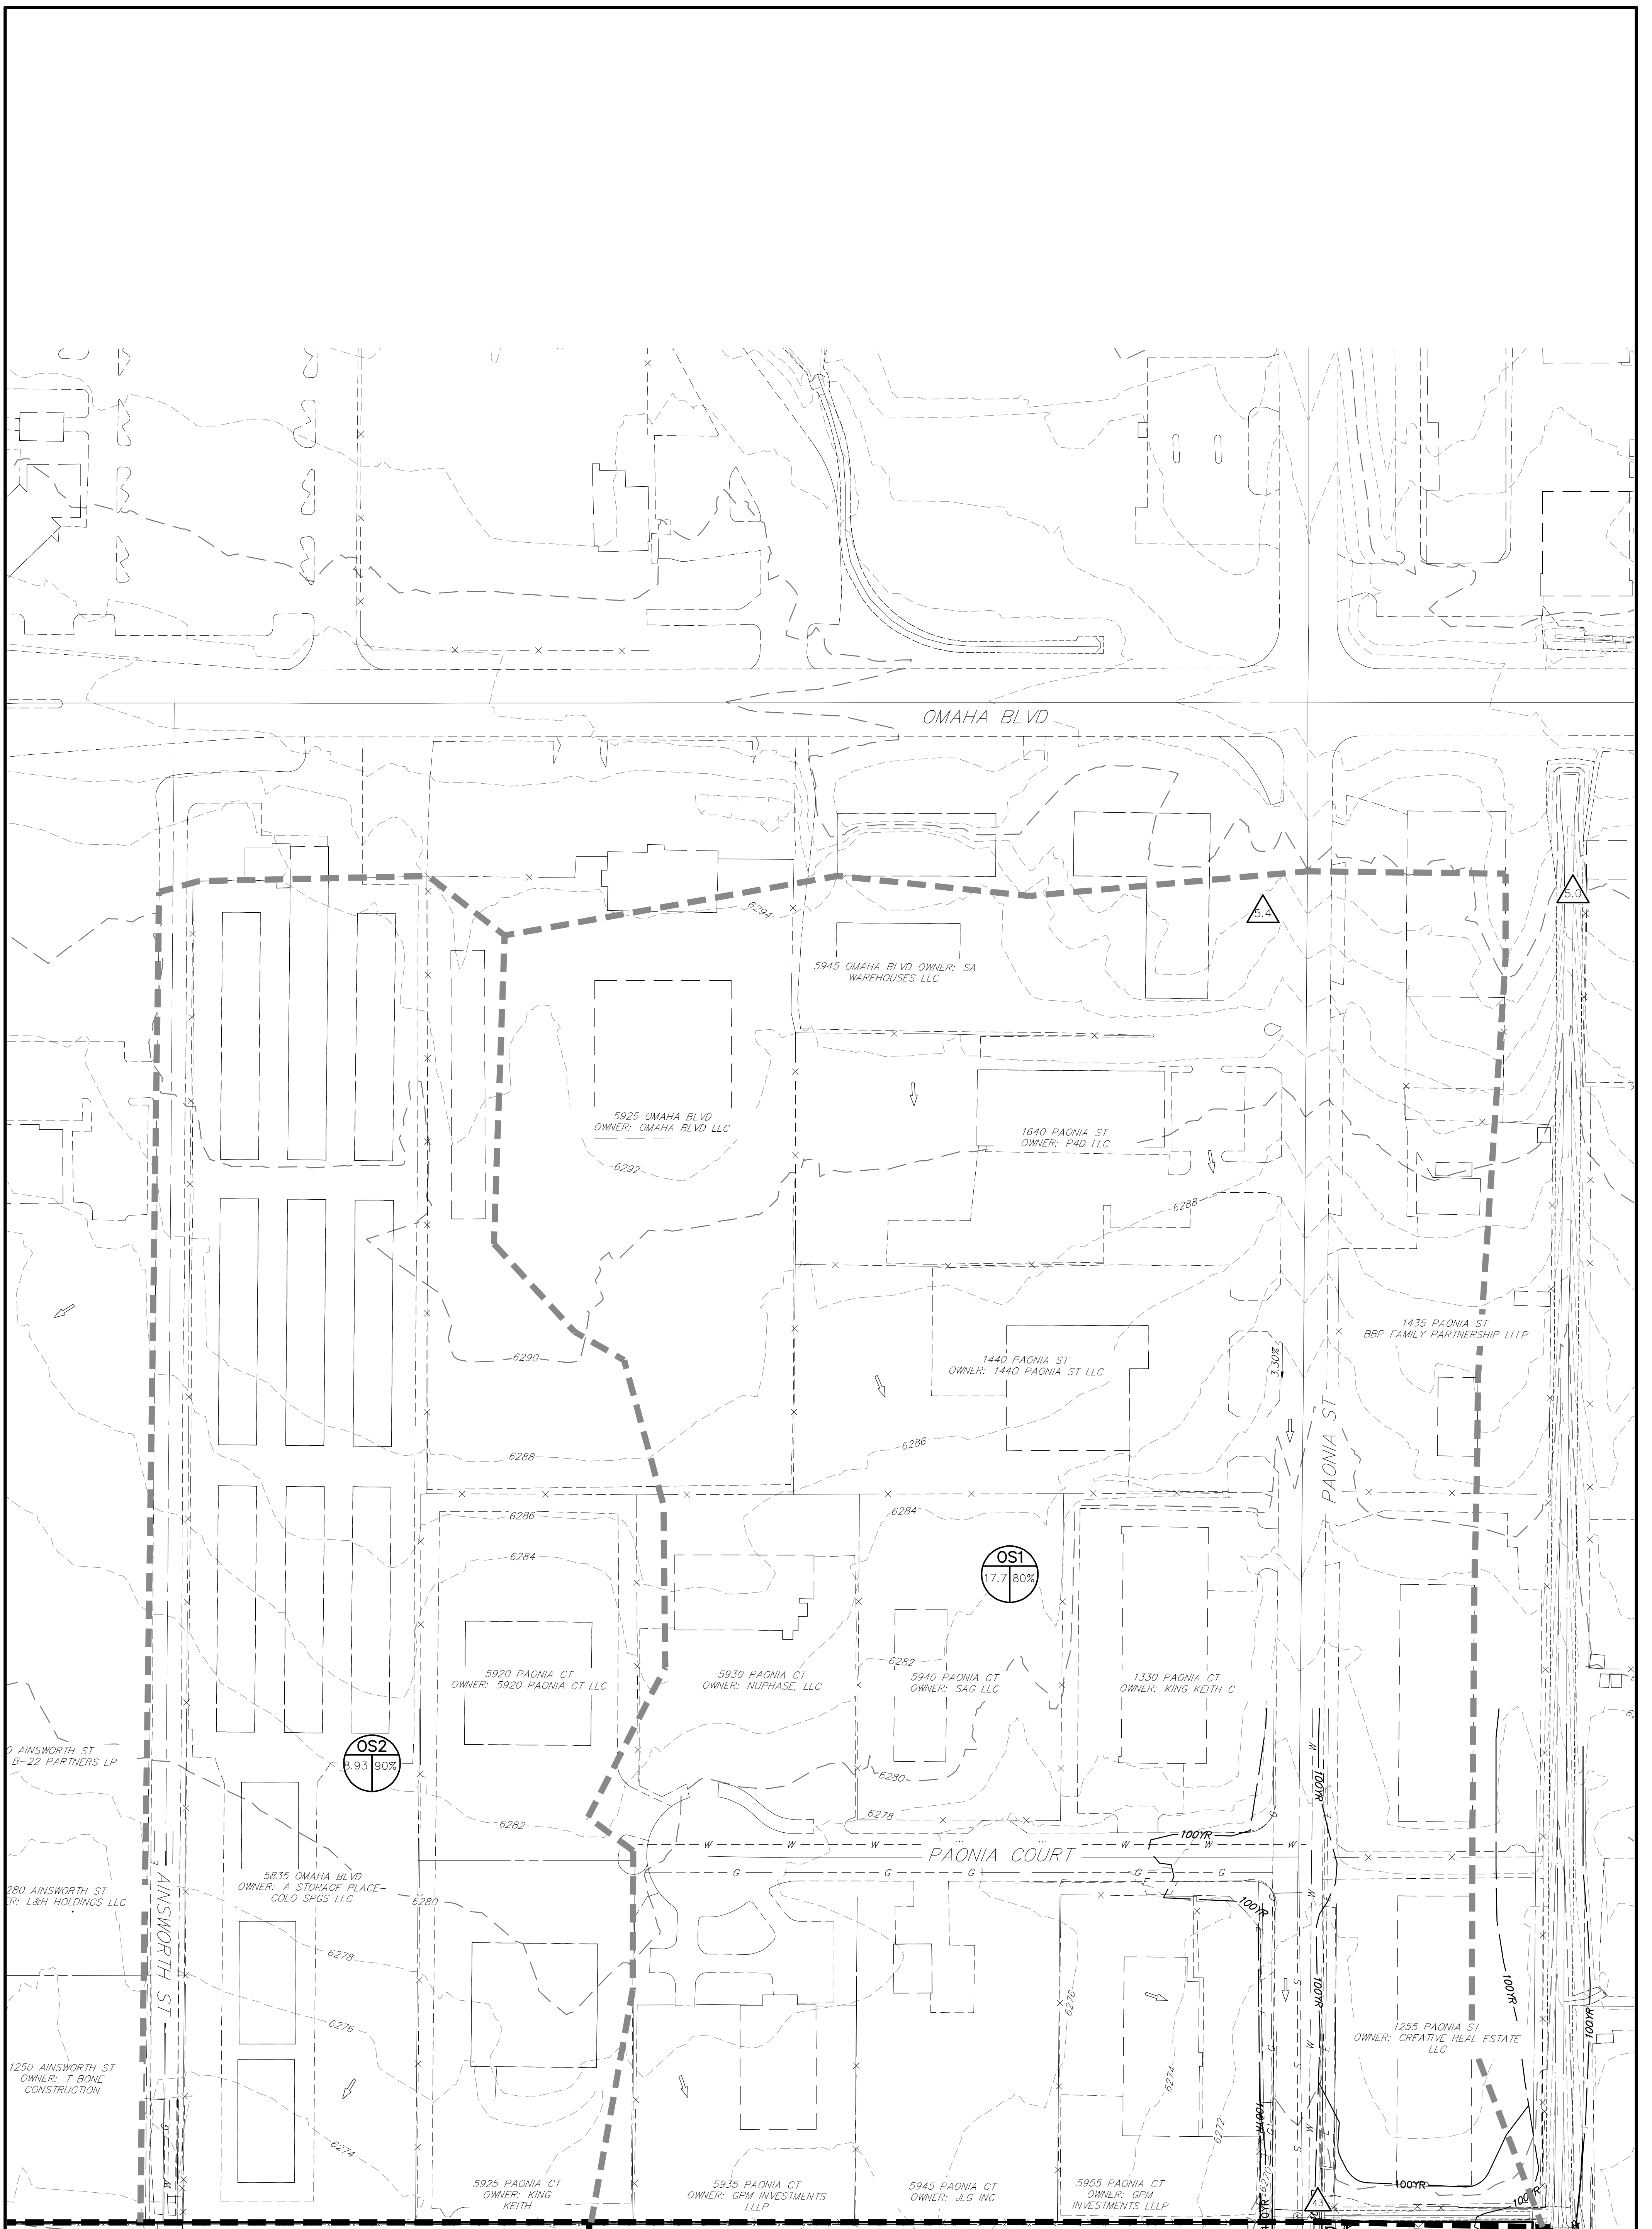 OMAHA BLVD
6294
5.4
5.0
5945 OMAHA BLVD OWNER: SA
WAREHOUSES LLC
5925 OMAHA BLVD
OWNER: OMAHA BLVD LLC
1640 PAONIA ST
OWNER: P4D LLC
6292
6288
1435 PAONIA ST
BBP FAMILY PARTNERSHIP LLLP
6290
1440 PAONIA ST
OWNER: 1440 PAONIA ST LLC
3.30%
PAONIA ST
6286
6288
6286
6284
6284
OS1
17.7 80%
6282
5920 PAONIA CT
OWNER: 5920 PAONIA CT LLC
5930 PAONIA CT
OWNER: NUPHASE, LLC
5940 PAONIA CT
OWNER: SAG LLC
1330 PAONIA CT
OWNER: KING KEITH C
0 AINSWORTH ST
B-22 PARTNERS LP
OS2
8.93 90%
6280
6278
6282
W
100YR
100YR
W W W W W W
PAONIA COURT
G G G G G
5835 OMAHA BLVD
OWNER: A STORAGE PLACE-
COLO SPGS LLC
280 AINSWORTH ST
ER: L&H HOLDINGS LLC
AINSWORTH ST
6280
100YR
6278
6276
6276
100YR
100YR
100YR
1255 PAONIA ST
OWNER: CREATIVE REAL ESTATE
LLC
1250 AINSWORTH ST
OWNER: T BONE
CONSTRUCTION
6274
6272
6274
100YR
6270
5925 PAONIA CT
OWNER: KING
KEITH
5935 PAONIA CT
OWNER: GPM INVESTMENTS
LLLP
5945 PAONIA CT
OWNER: JLG INC
5955 PAONIA CT
OWNER: GPM
INVESTMENTS LLLP
100YR
100YR
43